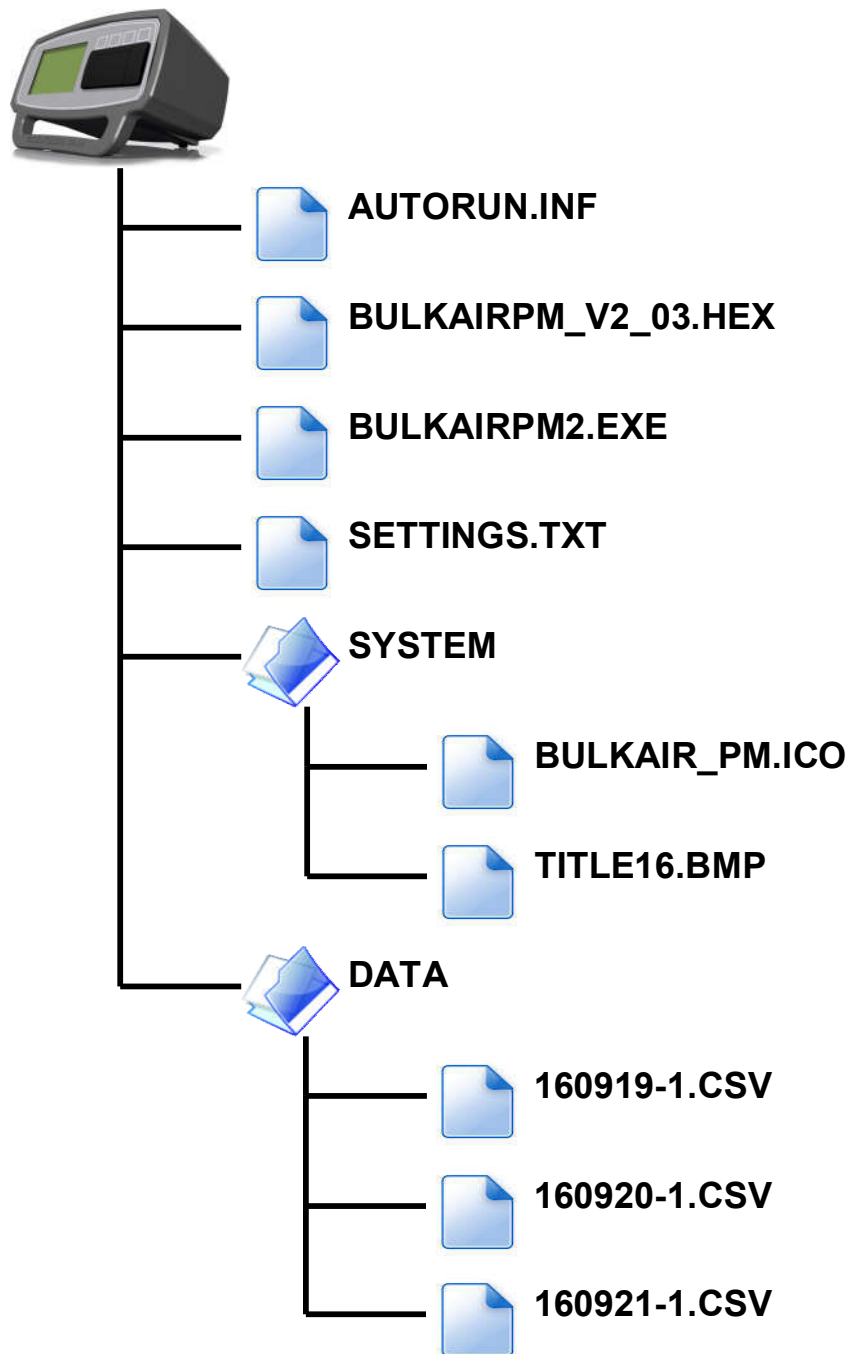 AUTORUN.INF
BULKAIRPM_V2_03.HEX
BULKAIRPM2.EXE
SETTINGS.TXT
SYSTEM
BULKAIR_PM.ICO
TITLE16.BMP
DATA
160919-1.CSV
160920-1.CSV
160921-1.CSV